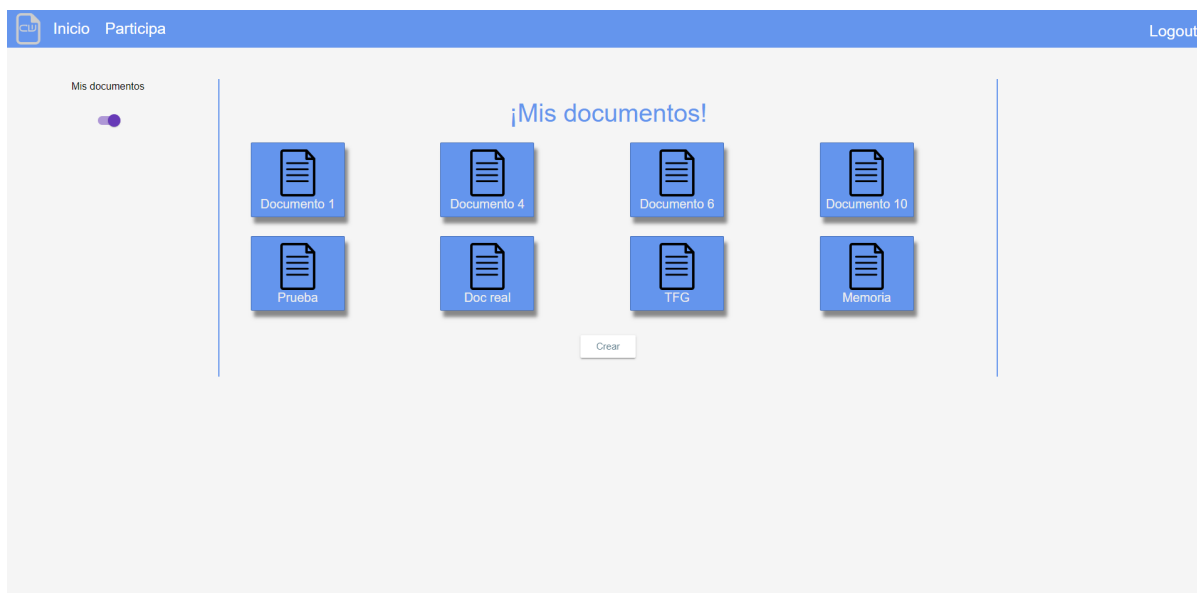 CW Inicio Participa Logout
Mis documentos
¡Mis documentos!
Documento 1 Documento 4 Documento 6 Documento 10
Prueba Doc real TFG Memoria
Crear